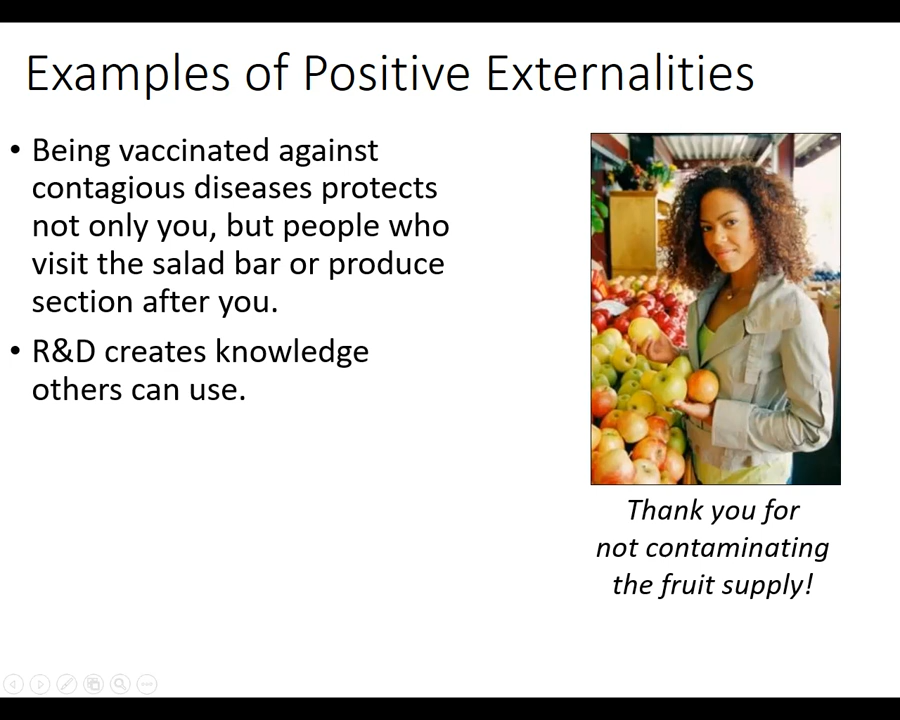 Examples of Positive Externalities
• Being vaccinated against
contagious diseases protects
not only you, but people who
visit the salad bar or produce
section after you.
• R&D creates knowledge
others can use.
Thank you for
not contaminating
the fruit supply!